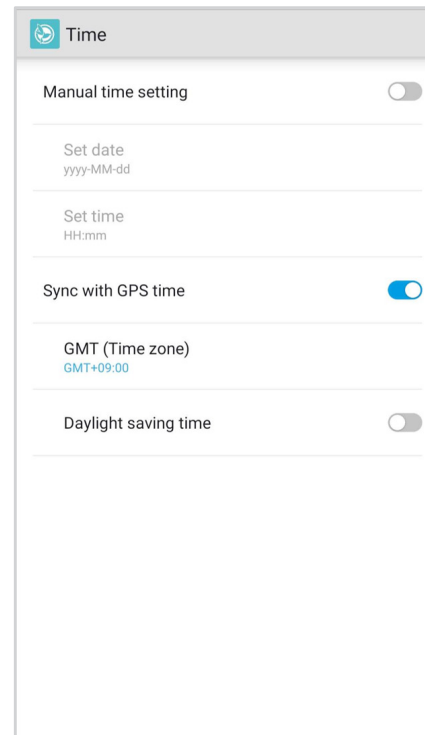 Time
Manual time setting
Set date
yyyy-MM-dd
Set time
HH:mm
Sync with GPS time
GMT (Time zone)
GMT+09:00
Daylight saving time